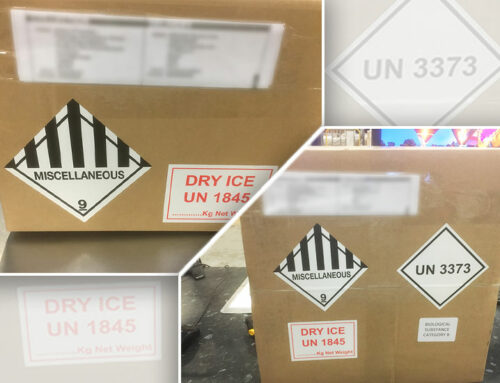 UN 3373
MISCELLANEOUS
9
DRY ICE
UN 1845
.............Kg Net Weight
MISCELLANEOUS
9
UN 3373
DRY ICE
UN 1845
.............Kg Net Weight
BIOLOGICAL
SUBSTANCE
CATEGORY B
DRY ICE
UN 1845
.............Kg Net Weight